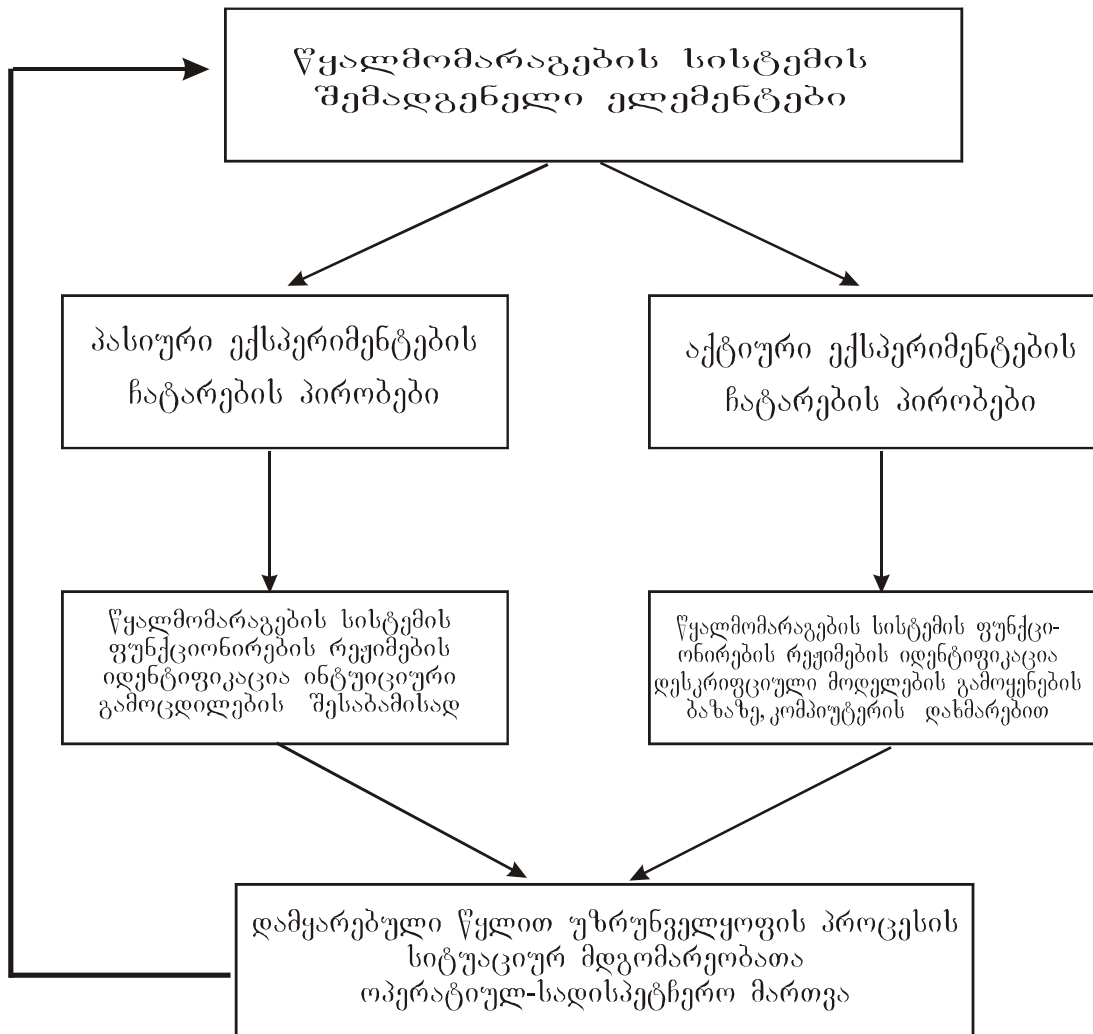 წყალმომარაგების სისტემის
შემადგენელი ელემენტები
პასიური ექსპერიმენტების
ჩატარების პირობები
აქტიური ექსპერიმენტების
ჩატარების პირობები
წყალმომარაგების სისტემის
ფუნქციონირების რეჟიმების
იდენტიფიკაცია ინტუიციური
გამოცდილების შესაბამისად
წყალმომარაგების სისტემის ფუნქცი-
ონირების რეჟიმების იდენტიფიკაცია
დესკრიფციული მოდელების გამოყენების
ბაზაზე, კომპიუტერის დახმარებით
დამყარებული წყლით უზრუნველყოფის პროცესის
სიტუაციურ მდგომარეობათა
ოპერატიულ-სადისპეტჩერო მართვა